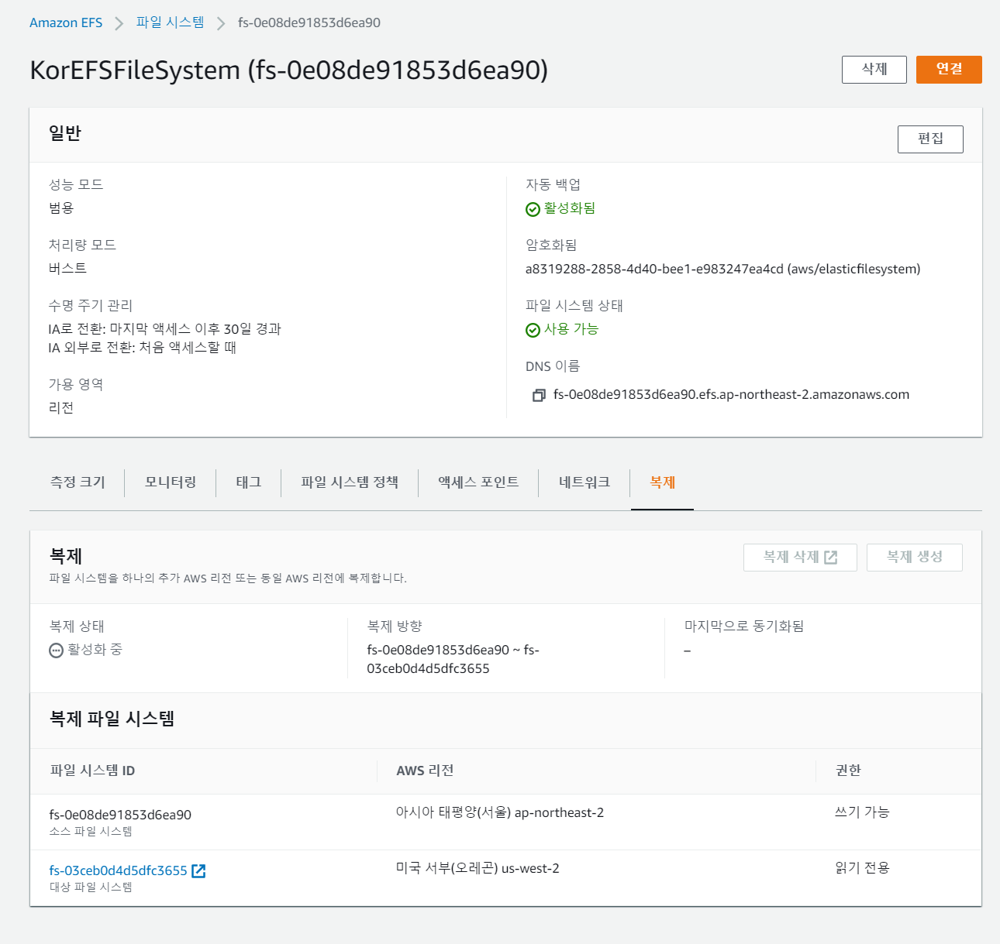 Amazon EFS > 파일 시스템 > fs-0e08de91853d6ea90
KorEFSFileSystem (fs-0e08de91853d6ea90)
삭제
연결
일반
편집
성능 모드
범용
처리량 모드
버스트
수명 주기 관리
IA로 전환: 마지막 액세스 이후 30일 경과
IA 외부로 전환: 처음 액세스할 때
가용 영역
리전
자동 백업
활성화됨
암호화됨
a8319288-2858-4d40-bee1-e983247ea4cd (aws/elasticfilesystem)
파일 시스템 상태
사용 가능
DNS 이름
fs-0e08de91853d6ea90.efs.ap-northeast-2.amazonaws.com
측정 크기
모니터링
태그
파일 시스템 정책
액세스 포인트
네트워크
복제
복제
파일 시스템을 하나의 추가 AWS 리전 또는 동일 AWS 리전에 복제합니다.
복제 삭제
복제 생성
복제 상태
활성화 중
복제 방향
fs-0e08de91853d6ea90 ~ fs-
03ceb0d4d5dfc3655
마지막으로 동기화됨
–
복제 파일 시스템
파일 시스템 ID
AWS 리전
권한
fs-0e08de91853d6ea90
소스 파일 시스템
아시아 태평양(서울) ap-northeast-2
쓰기 가능
fs-03ceb0d4d5dfc3655
대상 파일 시스템
미국 서부(오레곤) us-west-2
읽기 전용